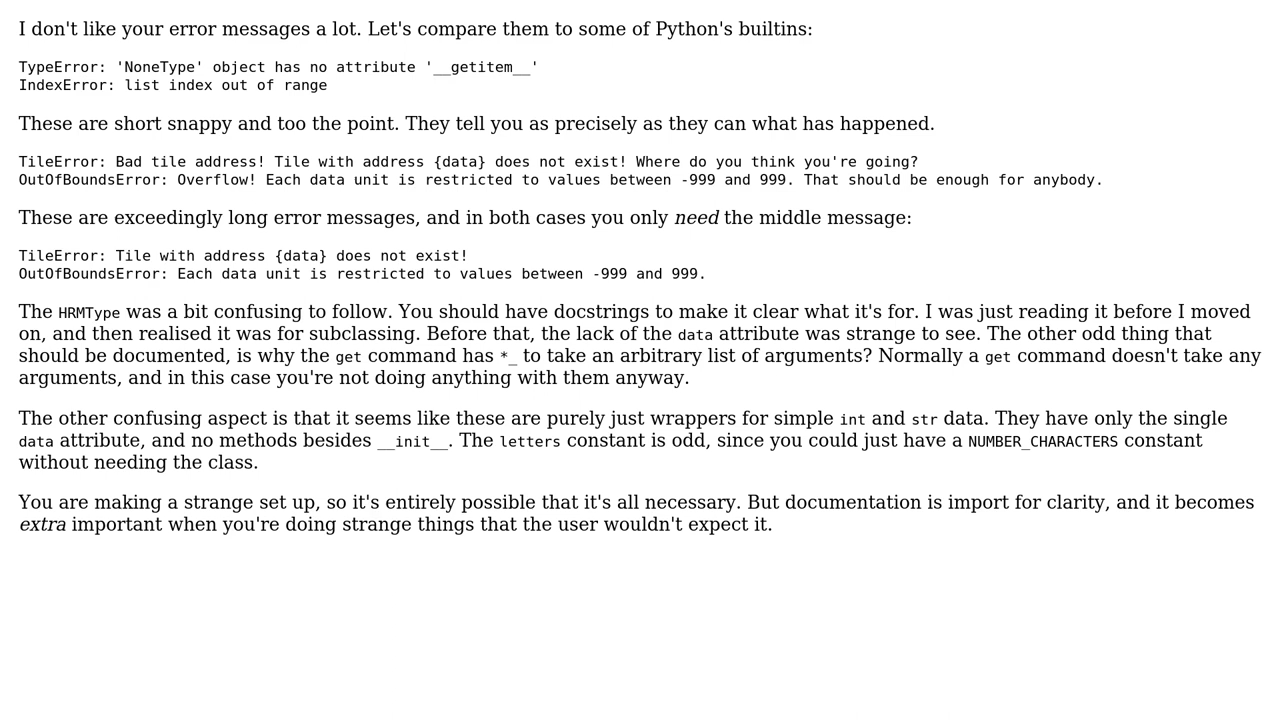 I don't like your error messages a lot. Let's compare them to some of Python's builtins:
TypeError: 'NoneType' object has no attribute '__getitem__'
IndexError: list index out of range
These are short snappy and too the point. They tell you as precisely as they can what has happened.
TileError: Bad tile address! Tile with address {data} does not exist! Where do you think you're going?
OutOfBoundsError: Overflow! Each data unit is restricted to values between -999 and 999. That should be enough for anybody.
These are exceedingly long error messages, and in both cases you only need the middle message:
TileError: Tile with address {data} does not exist!
OutOfBoundsError: Each data unit is restricted to values between -999 and 999.
The HRMType was a bit confusing to follow. You should have docstrings to make it clear what it's for. I was just reading it before I moved
on, and then realised it was for subclassing. Before that, the lack of the data attribute was strange to see. The other odd thing that
should be documented, is why the get command has *_ to take an arbitrary list of arguments? Normally a get command doesn't take any
arguments, and in this case you're not doing anything with them anyway.
The other confusing aspect is that it seems like these are purely just wrappers for simple int and str data. They have only the single
data attribute, and no methods besides __init__. The letters constant is odd, since you could just have a NUMBER_CHARACTERS constant
without needing the class.
You are making a strange set up, so it's entirely possible that it's all necessary. But documentation is import for clarity, and it becomes
extra important when you're doing strange things that the user wouldn't expect it.